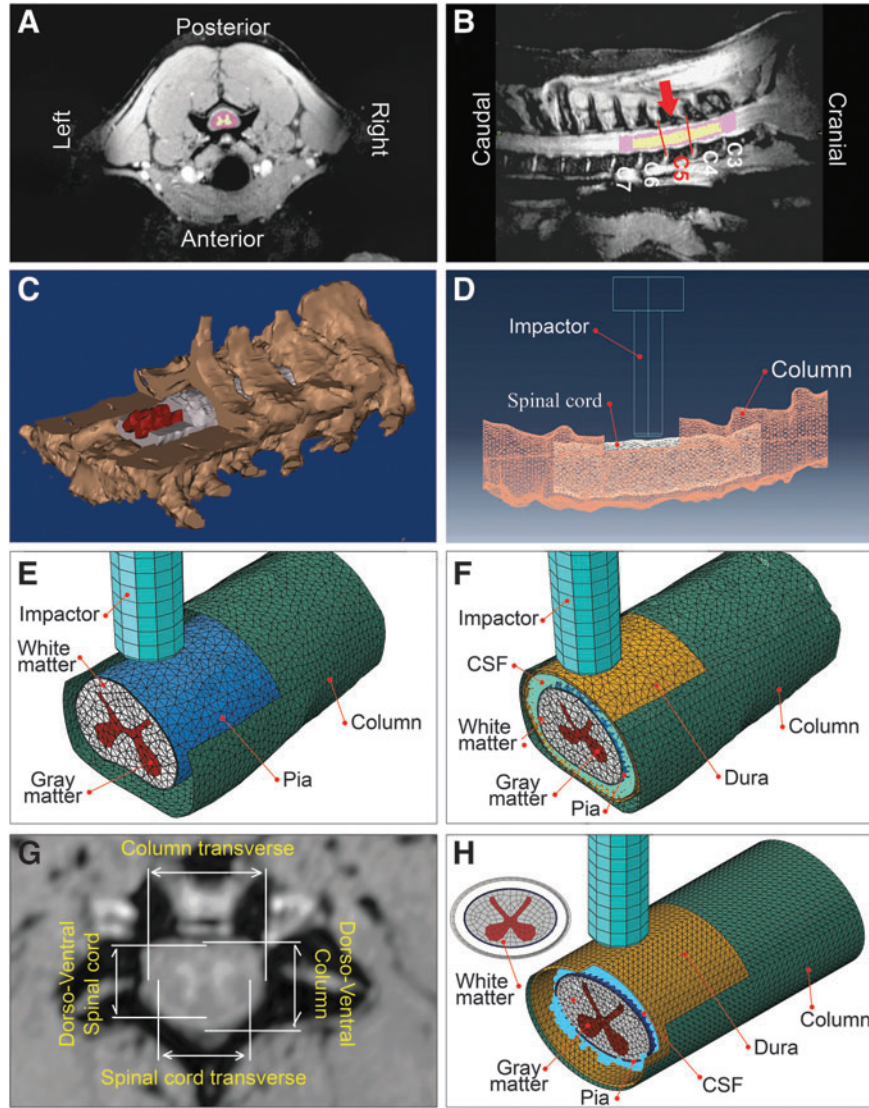 A
Posterior
Left
Right
Anterior
B
Caudal
Cranial
C7
C6
C5
C4
C3
C
D
Impactor
Column
Spinal cord
E
Impactor
White
matter
Gray
matter
Column
Pia
F
Impactor
CSF
White
matter
Gray
matter
Pia
Column
Dura
G
Column transverse
Dorso-Ventral
Spinal cord
Dorso-Ventral
Column
Spinal cord transverse
H
White
matter
Gray
matter
Pia
CSF
Dura
Column